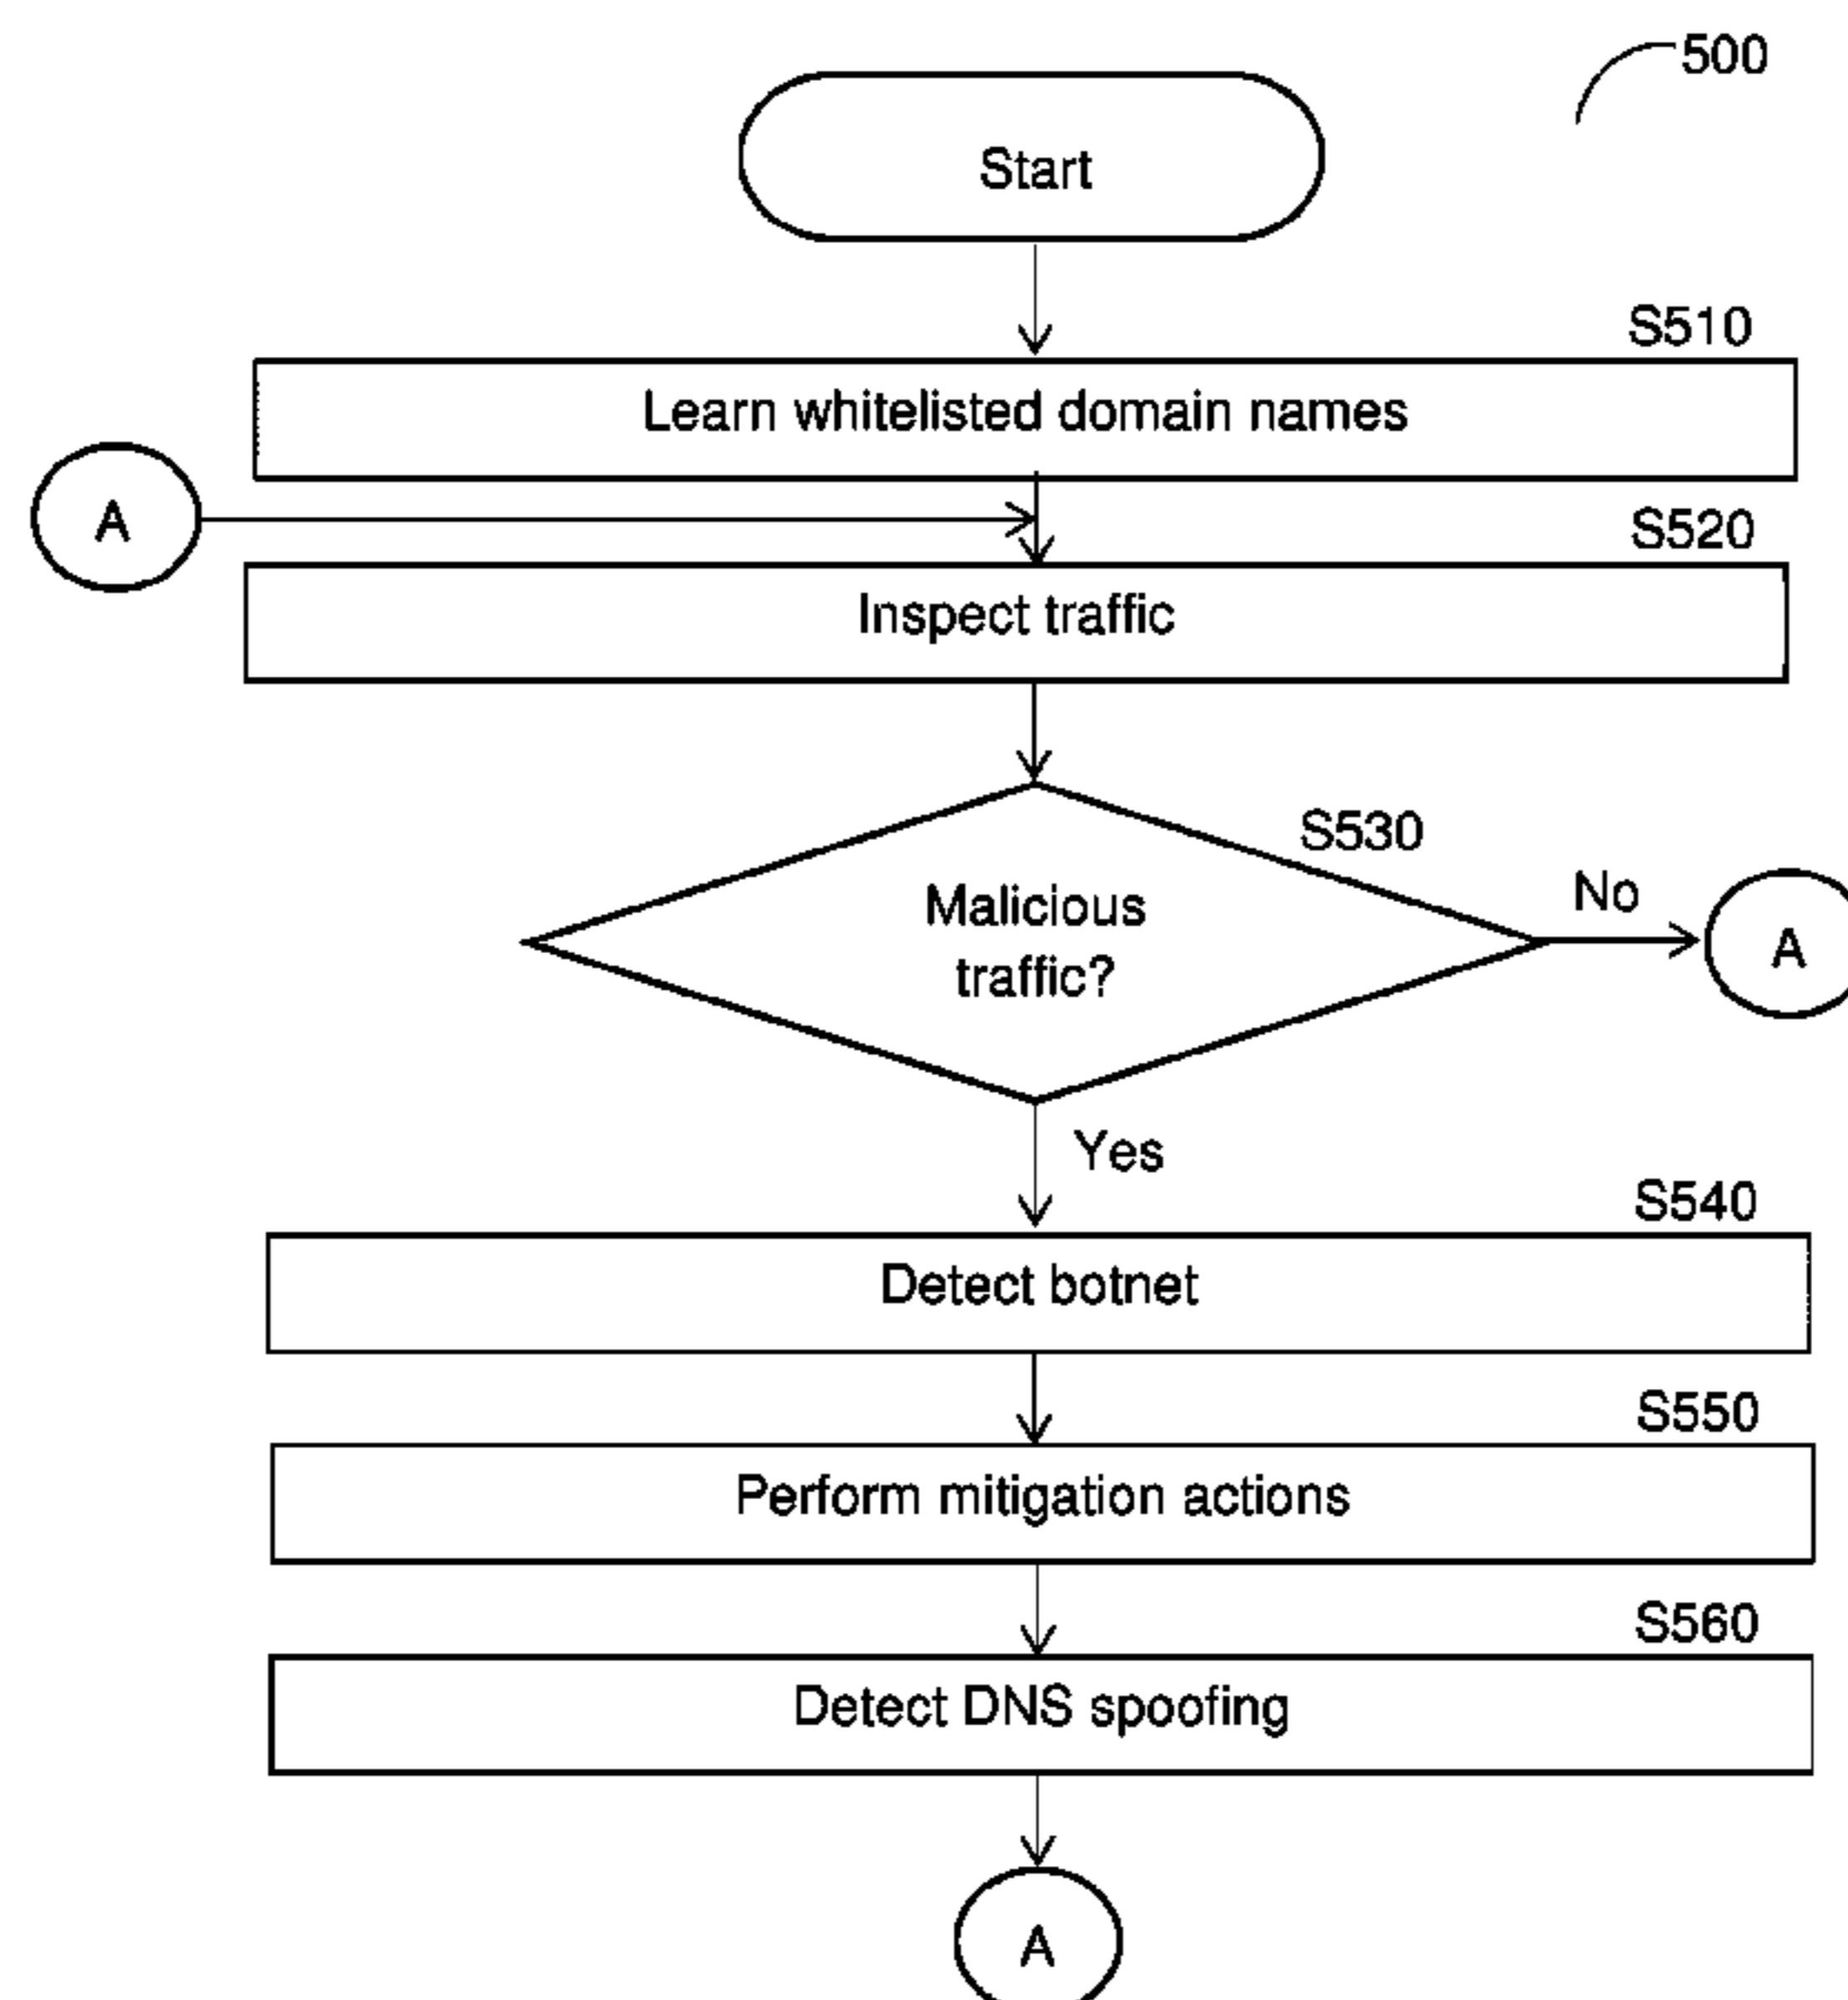 500
Start
S510
Learn whitelisted domain names
A
S520
Inspect traffic
S530
Malicious
traffic?
No
A
Yes
S540
Detect botnet
S550
Perform mitigation actions
S560
Detect DNS spoofing
A